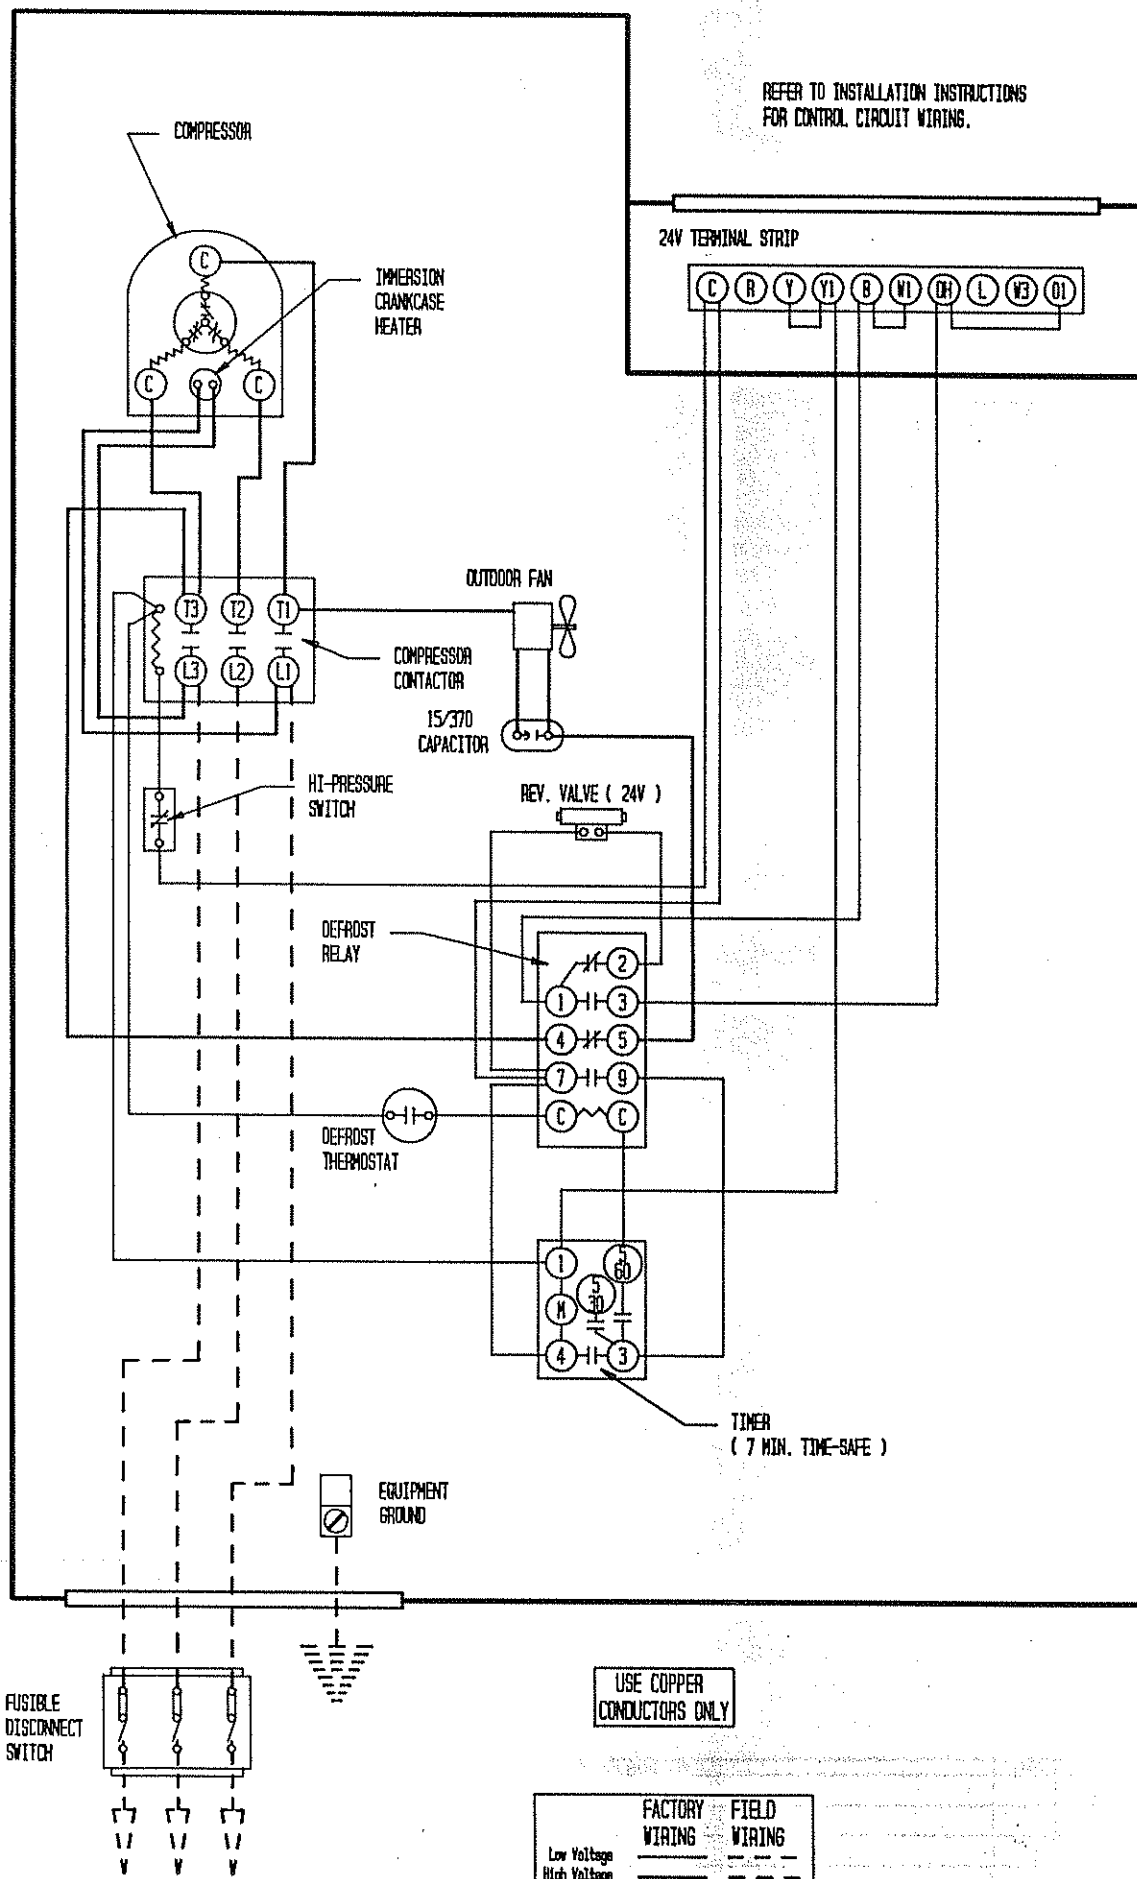 REFER TO INSTALLATION INSTRUCTIONS
FOR CONTROL CIRCUIT WIRING.
COMPRESSOR
24V TERMINAL STRIP
C R Y Y1 B W1 DH L W3 O1
C
IMMERSION
CRANKCASE
HEATER
C C
OUTDOOR FAN
T3 T2 T1
COMPRESSOR
CONTACTOR
L3 L2 L1
15/370
CAPACITOR
HI-PRESSURE
SWITCH
REV. VALVE ( 24V )
DEFROST
RELAY
2
1 3
4 5
7 9
C C
DEFROST
THERMOSTAT
1
5
60
5
30
M
4 3
TIMER
( 7 MIN. TIME-SAFE )
EQUIPMENT
GROUND
FUSIBLE
DISCONNECT
SWITCH
USE COPPER
CONDUCTORS ONLY
FACTORY FIELD
WIRING WIRING
Low Voltage
High Voltage